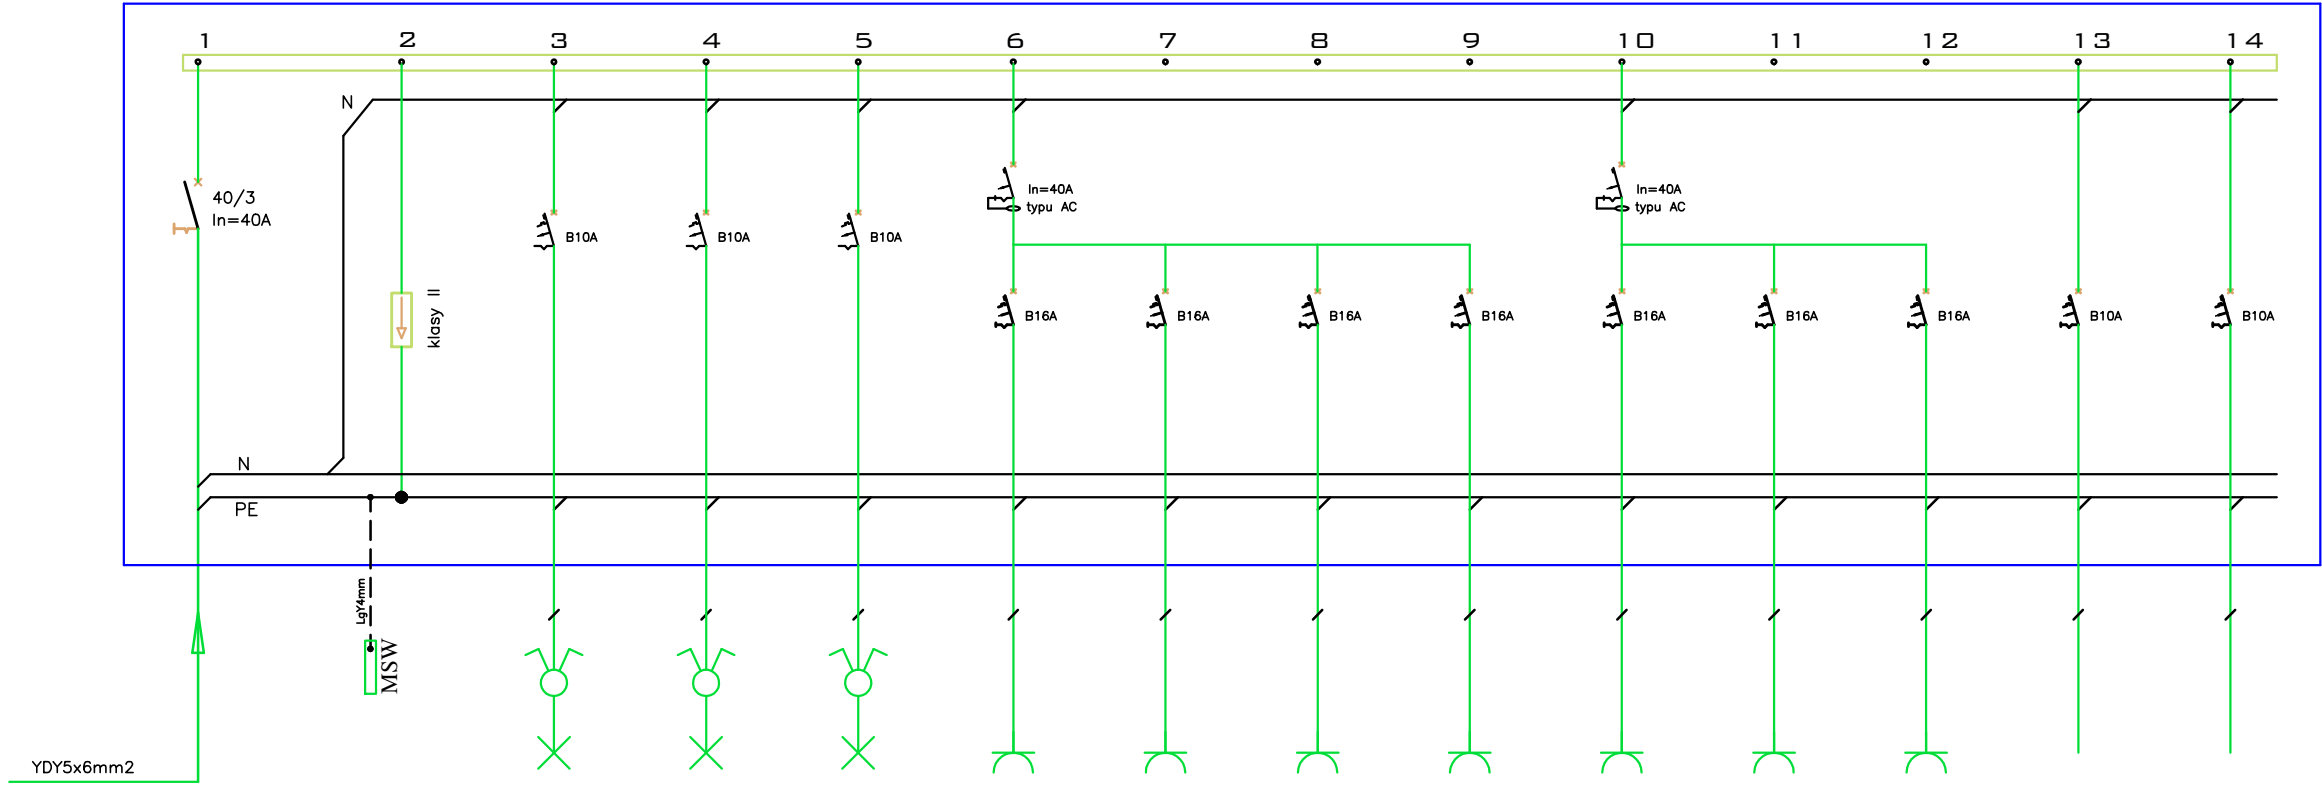 1 2 3 4 5 6 7 8 9 10 11 12 13 14
N
40/3
In=40A
In=40A
typu AC
In=40A
typu AC
B10A B10A B10A
klasy II
B16A B16A B16A B16A B16A B16A B16A B10A B10A
N
PE
LgY4mm
MSW
YDY5x6mm2